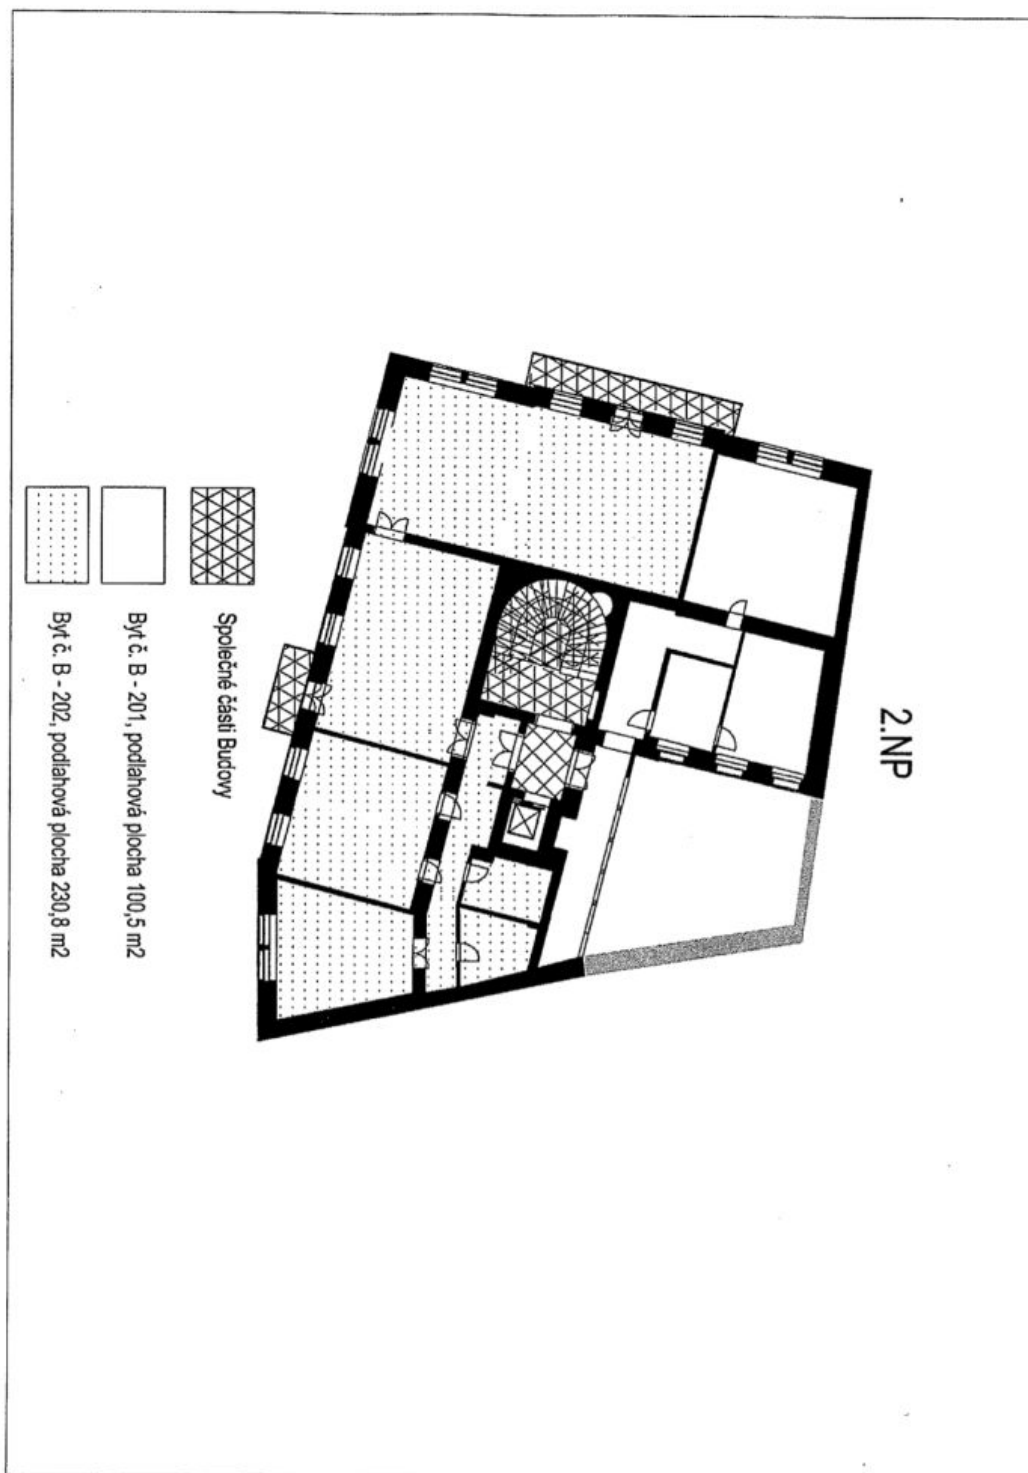 2.NP
Společné části Budovy
Byt č. B - 201, podlahová plocha 100,5 m2
Byt č. B - 202, podlahová plocha 230,8 m2